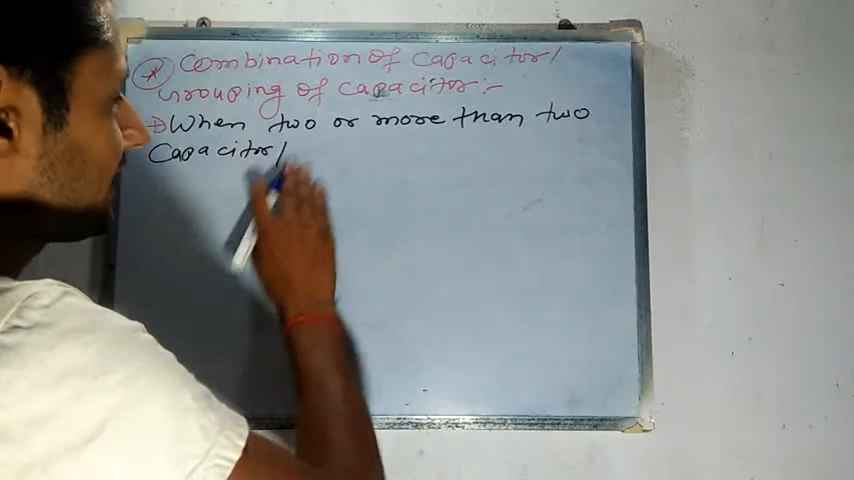 * Combination of Capacitor/
Grouping of capacitor:-
→ When two or more than two
Capacitor/